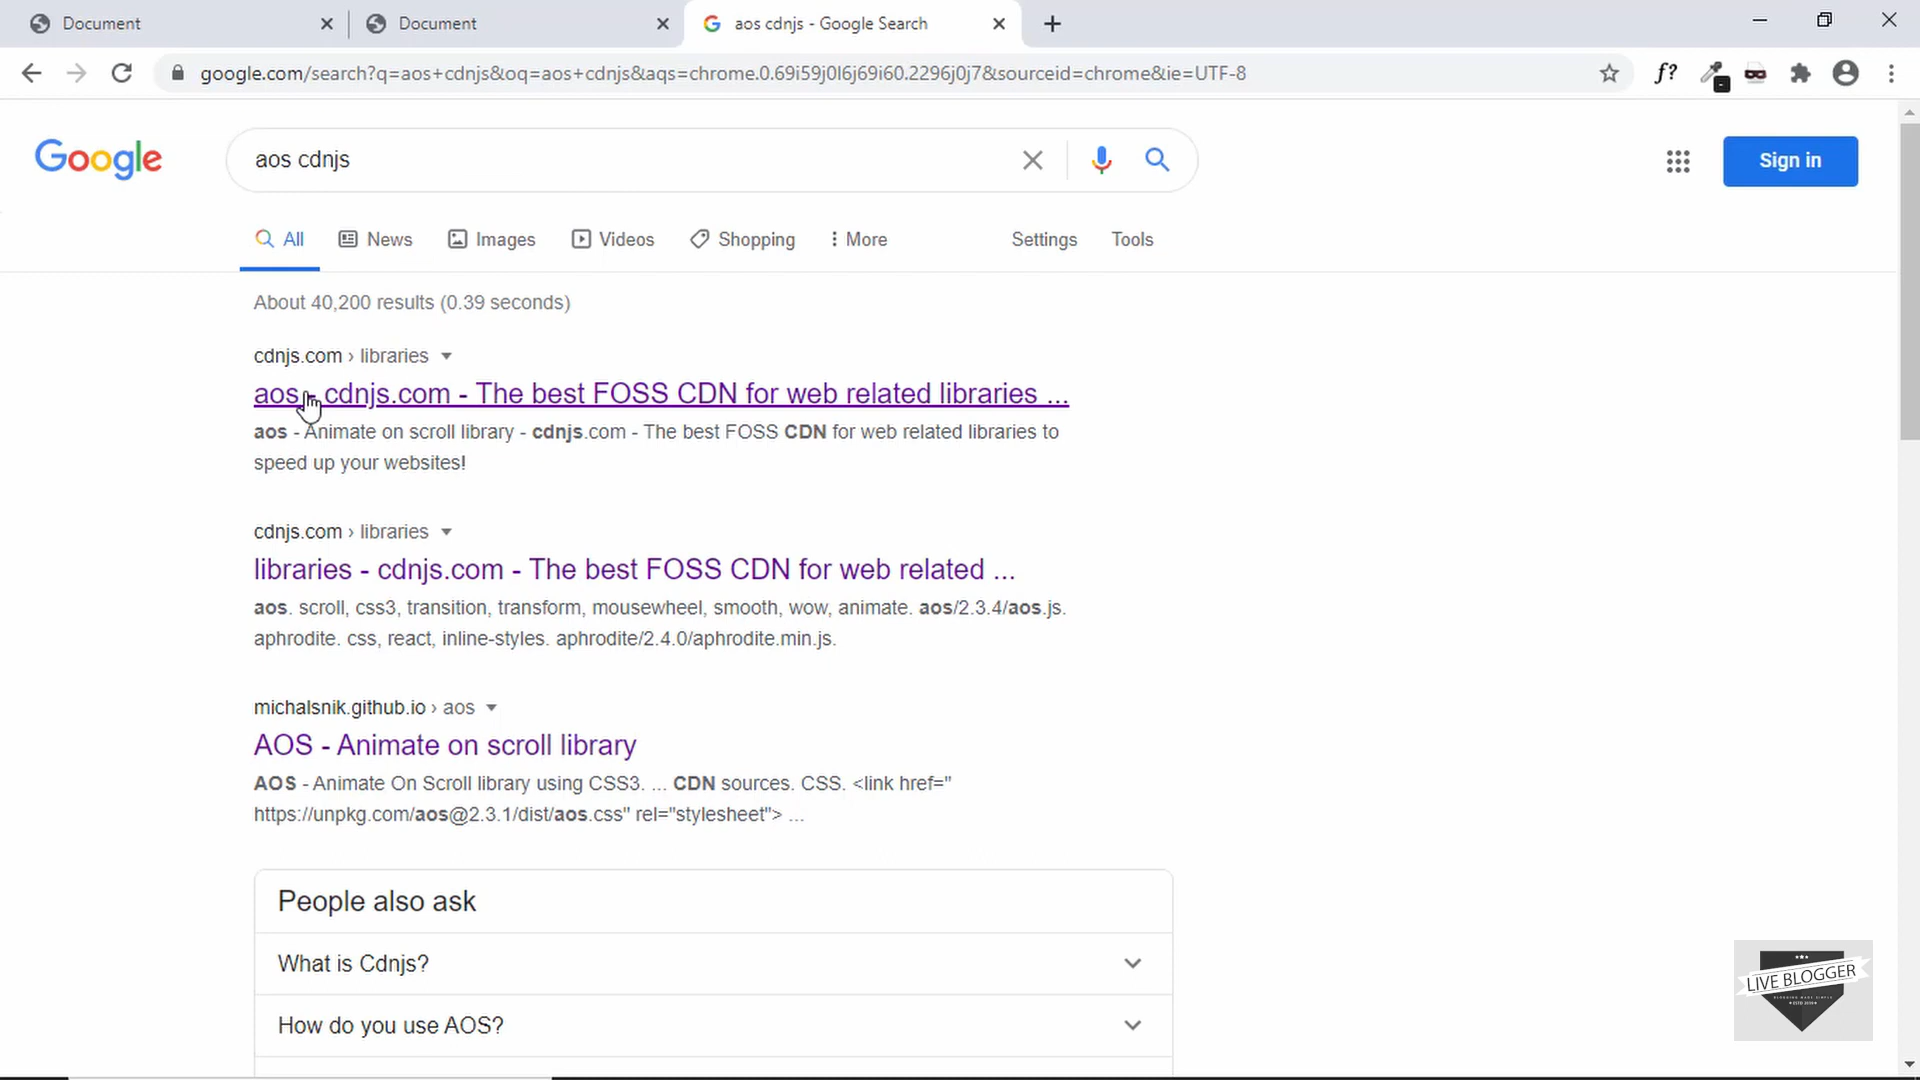 Document
Document
aos cdnjs - Google Search
google.com/search?q=aos+cdnjs&oq=aos+cdnjs&aqs=chrome.0.69i59j0l6j69i60.2296j0j7&sourceid=chrome&ie=UTF-8
f?
Google
aos cdnjs
Sign in
All
News
Images
Videos
Shopping
More
Settings
Tools
About 40,200 results (0.39 seconds)
cdnjs.com › libraries
aos - cdnjs.com - The best FOSS CDN for web related libraries ...
aos - Animate on scroll library - cdnjs.com - The best FOSS CDN for web related libraries to
speed up your websites!
cdnjs.com › libraries
libraries - cdnjs.com - The best FOSS CDN for web related ...
aos. scroll, css3, transition, transform, mousewheel, smooth, wow, animate. aos/2.3.4/aos.js.
aphrodite. css, react, inline-styles. aphrodite/2.4.0/aphrodite.min.js.
michalsnik.github.io › aos
AOS - Animate on scroll library
AOS - Animate On Scroll library using CSS3. ... CDN sources. CSS. <link href="
https://unpkg.com/aos@2.3.1/dist/aos.css" rel="stylesheet"> ...
People also ask
What is Cdnjs?
How do you use AOS?
LIVE BLOGGER